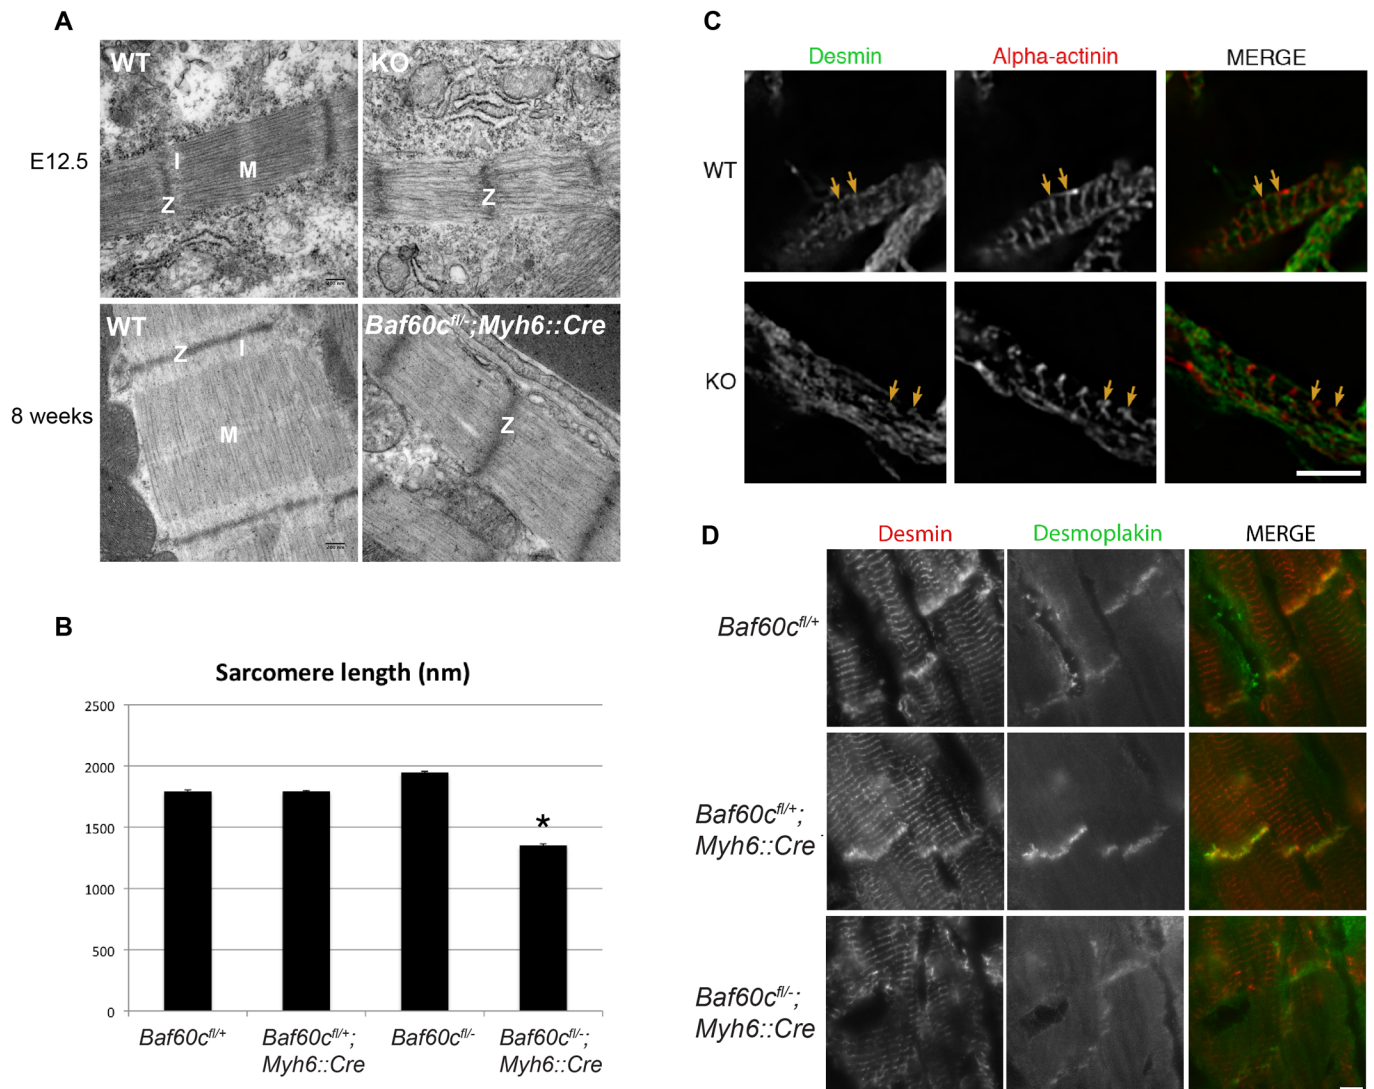 A
WT
KO
E12.5
I
M
Z
Z
WT
Baf60cfl/-;Myh6::Cre
8 weeks
Z
I
M
Z
200 nm
B
Sarcomere length (nm)
2500
2000
1500
1000
500
0
*
Baf60cfl/+
Baf60cfl/+;
Myh6::Cre
Baf60cfl/-
Baf60cfl/-;
Myh6::Cre
C
Desmin
Alpha-actinin
MERGE
WT
KO
D
Desmin
Desmoplakin
MERGE
Baf60cfl/+
Baf60cfl/+;
Myh6::Cre
Baf60cfl/-;
Myh6::Cre